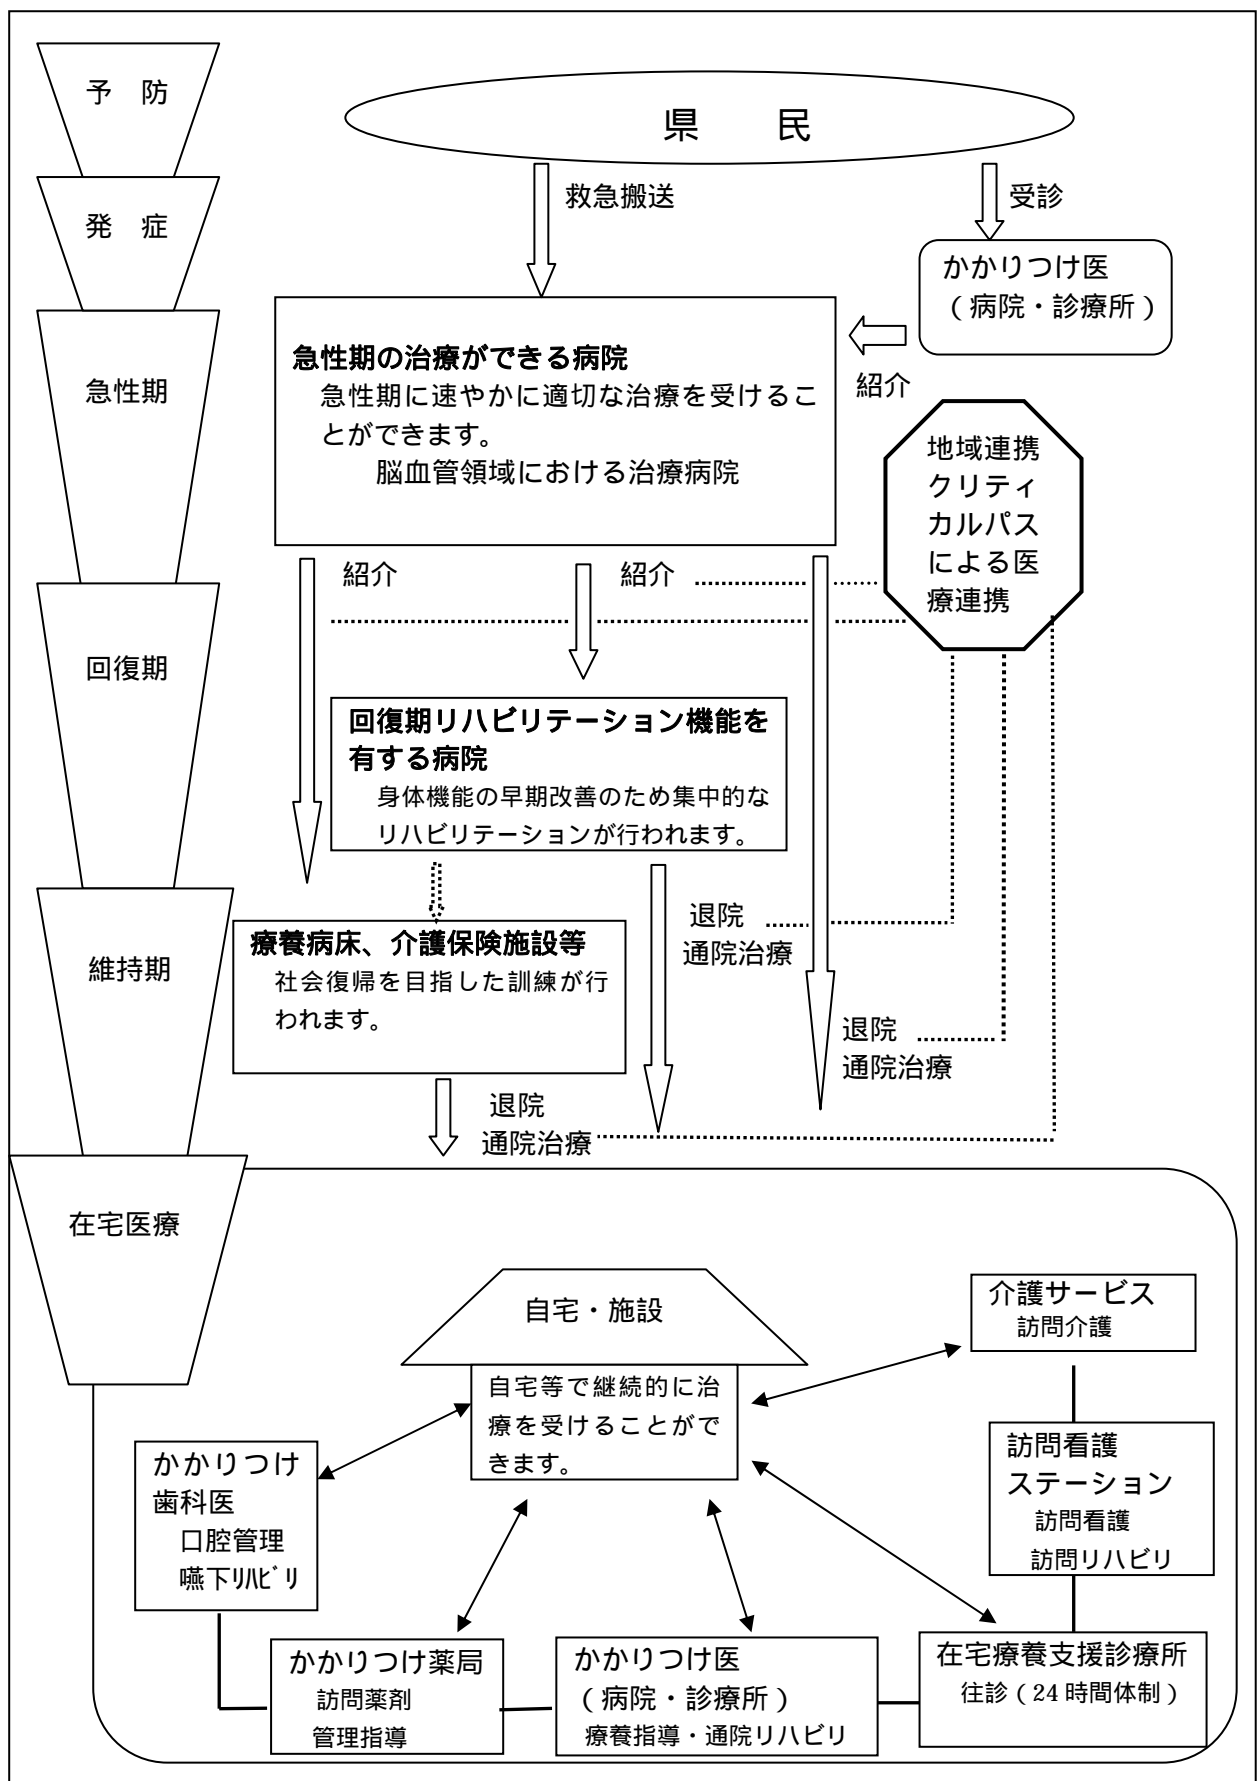 予　防
県　　民
救急搬送
受診
発　症
かかりつけ医
（病院・診療所）
急性期の治療ができる病院
急性期に速やかに適切な治療を受けるこ
とができます。
脳血管領域における治療病院
紹介
急性期
地域連携
クリティ
カルパス
による医
療連携
紹介
紹介
回復期
回復期リハビリテーション機能を
有する病院
身体機能の早期改善のため集中的な
リハビリテーションが行われます。
退院
通院治療
療養病床、介護保険施設等
社会復帰を目指した訓練が行
われます。
維持期
退院
通院治療
退院
通院治療
在宅医療
自宅・施設
自宅等で継続的に治
療を受けることがで
きます。
介護サービス
訪問介護
訪問看護
ステーション
訪問看護
訪問リハビリ
かかりつけ
歯科医
口腔管理
嚥下ﾘﾊﾋﾞﾘ
かかりつけ薬局
訪問薬剤
管理指導
かかりつけ医
（病院・診療所）
療養指導・通院リハビリ
在宅療養支援診療所
往診（24時間体制）